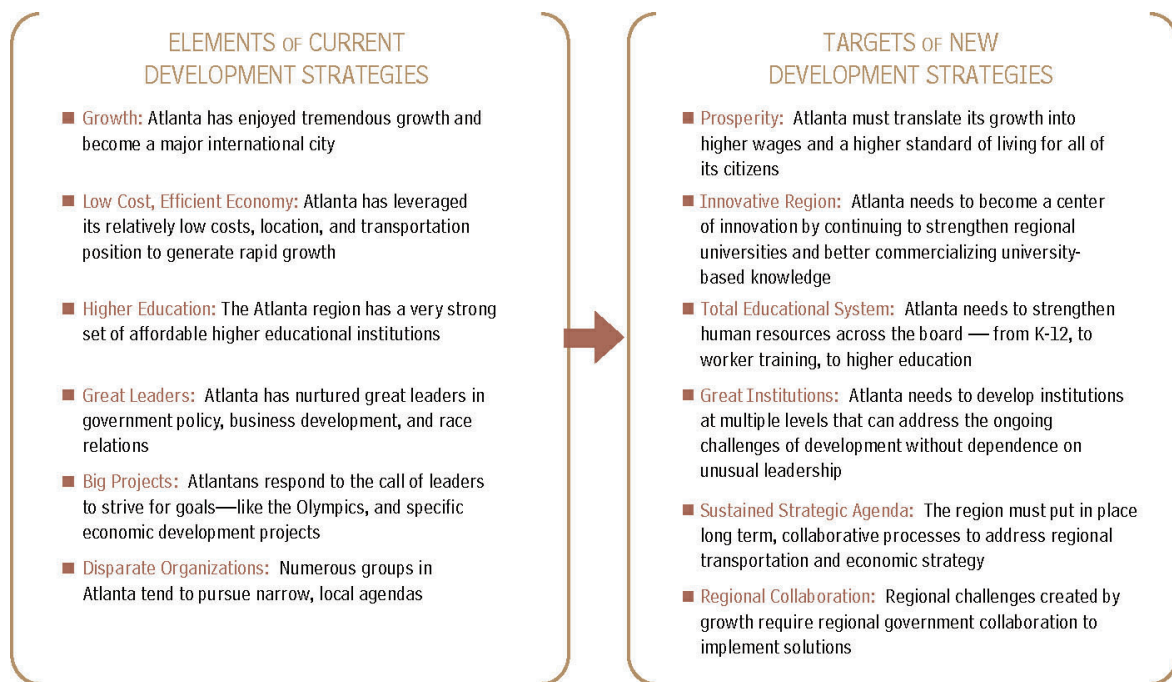 ELEMENTS OF CURRENT
DEVELOPMENT STRATEGIES
Growth: Atlanta has enjoyed tremendous growth and
become a major international city
Low Cost, Efficient Economy: Atlanta has leveraged
its relatively low costs, location, and transportation
position to generate rapid growth
Higher Education: The Atlanta region has a very strong
set of affordable higher educational institutions
Great Leaders: Atlanta has nurtured great leaders in
government policy, business development, and race
relations
Big Projects: Atlantans respond to the call of leaders
to strive for goals—like the Olympics, and specific
economic development projects
Disparate Organizations: Numerous groups in
Atlanta tend to pursue narrow, local agendas
TARGETS OF NEW
DEVELOPMENT STRATEGIES
Prosperity: Atlanta must translate its growth into
higher wages and a higher standard of living for all of
its citizens
Innovative Region: Atlanta needs to become a center
of innovation by continuing to strengthen regional
universities and better commercializing university-
based knowledge
Total Educational System: Atlanta needs to strengthen
human resources across the board — from K-12, to
worker training, to higher education
Great Institutions: Atlanta needs to develop institutions
at multiple levels that can address the ongoing
challenges of development without dependence on
unusual leadership
Sustained Strategic Agenda: The region must put in place
long term, collaborative processes to address regional
transportation and economic strategy
Regional Collaboration: Regional challenges created by
growth require regional government collaboration to
implement solutions